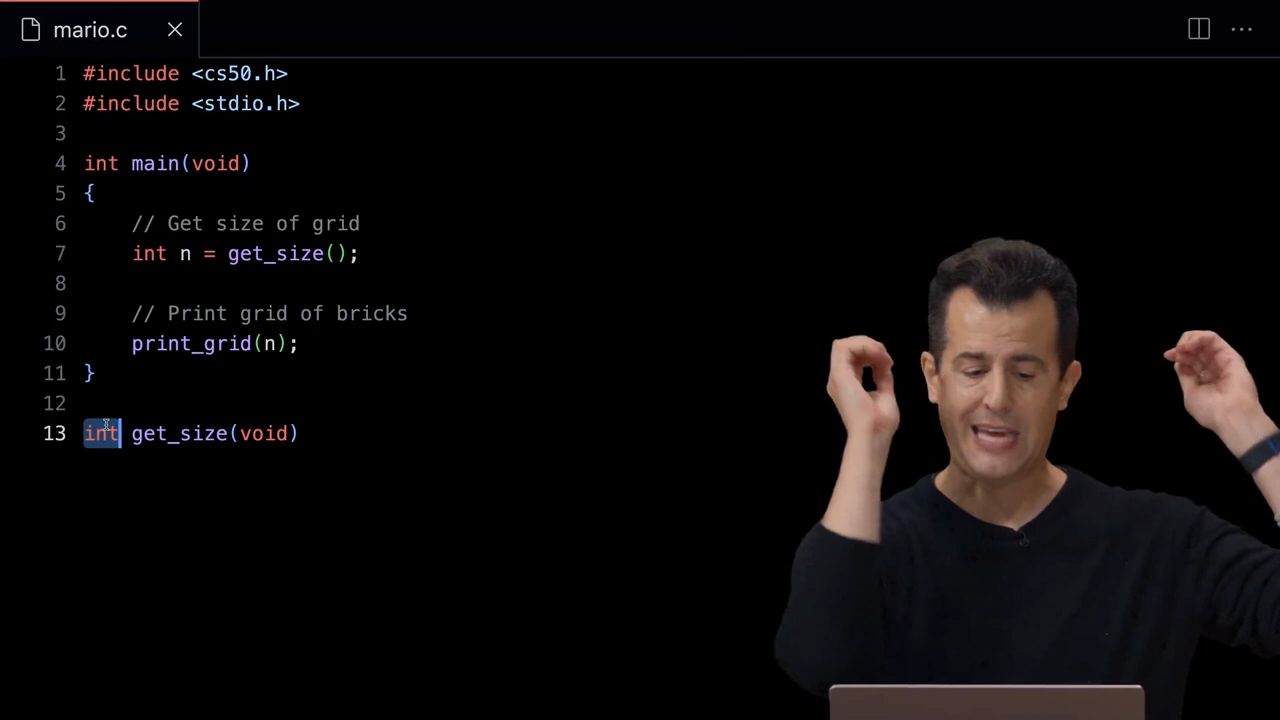 mario.c
1 #include <cs50.h>
2 #include <stdio.h>
3
4 int main(void)
5 {
6     // Get size of grid
7     int n = get_size();
8
9     // Print grid of bricks
10     print_grid(n);
11 }
12
13 int get_size(void)